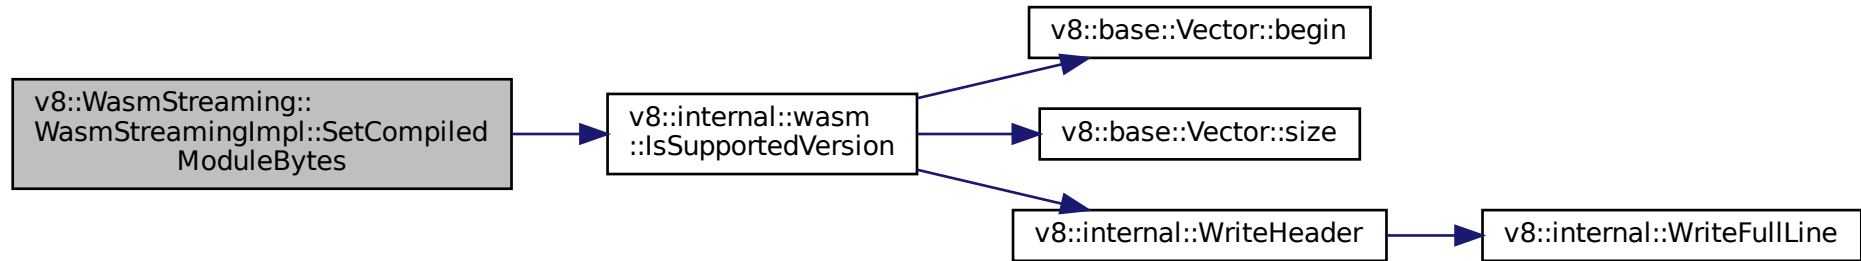 v8::WasmStreaming::
WasmStreamingImpl::SetCompiled
ModuleBytes
v8::internal::wasm
::IsSupportedVersion
v8::base::Vector::begin
v8::base::Vector::size
v8::internal::WriteHeader
v8::internal::WriteFullLine